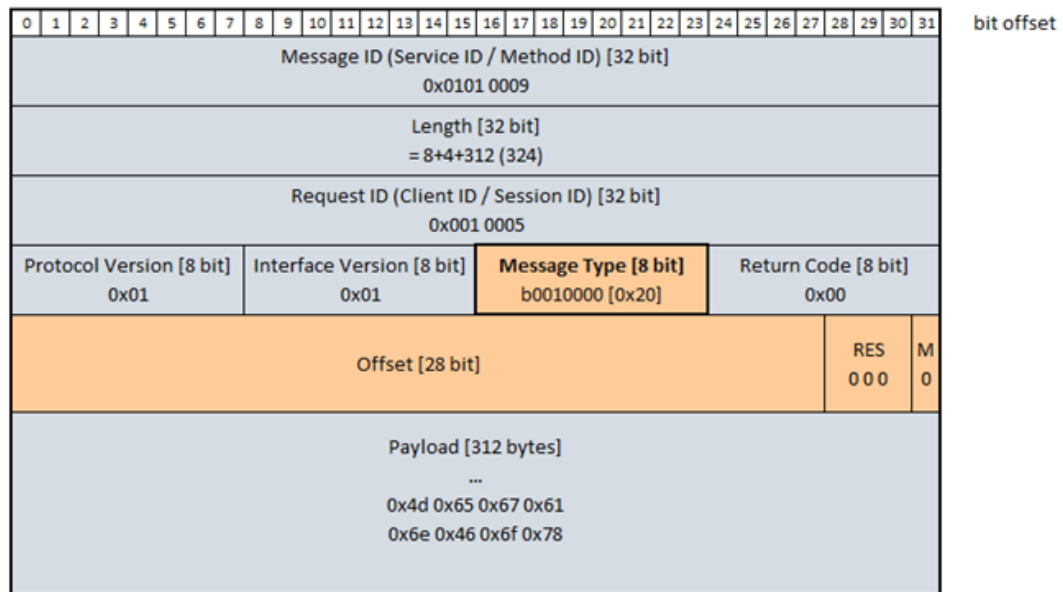 0 1 2 3 4 5 6 7 8 9 10 11 12 13 14 15 16 17 18 19 20 21 22 23 24 25 26 27 28 29 30 31 bit offset
Message ID (Service ID / Method ID) [32 bit]
0x0101 0009
Length [32 bit]
= 8+4+312 (324)
Request ID (Client ID / Session ID) [32 bit]
0x001 0005
Protocol Version [8 bit] Interface Version [8 bit] Message Type [8 bit] Return Code [8 bit]
0x01 0x01 b0010000 [0x20] 0x00
Offset [28 bit]
RES M
0 0 0 0
Payload [312 bytes]
...
0x4d 0x65 0x67 0x61
0x6e 0x46 0x6f 0x78